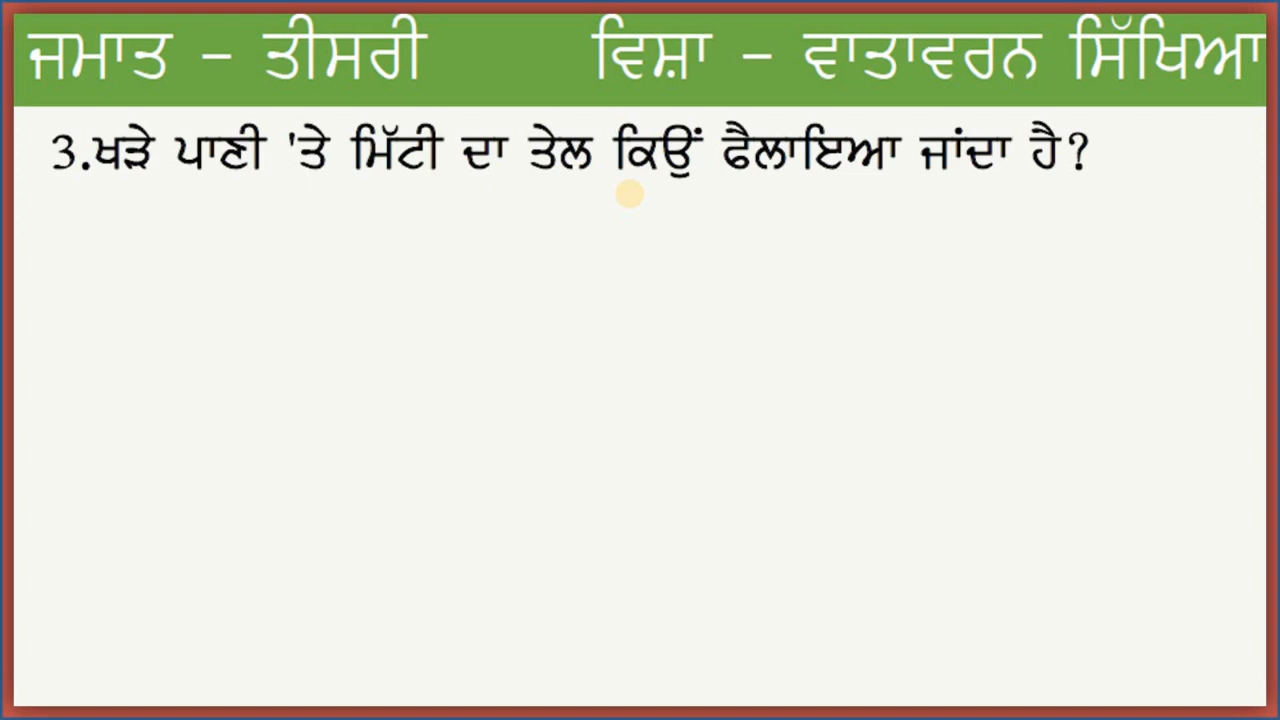 ਜਮਾਤ – ਤੀਸਰੀ ਵਿਸ਼ਾ – ਵਾਤਾਵਰਨ ਸਿੱਖਿਆ
3.ਖੜੇ ਪਾਣੀ 'ਤੇ ਮਿੱਟੀ ਦਾ ਤੇਲ ਕਿਉਂ ਫੈਲਾਇਆ ਜਾਂਦਾ ਹੈ?